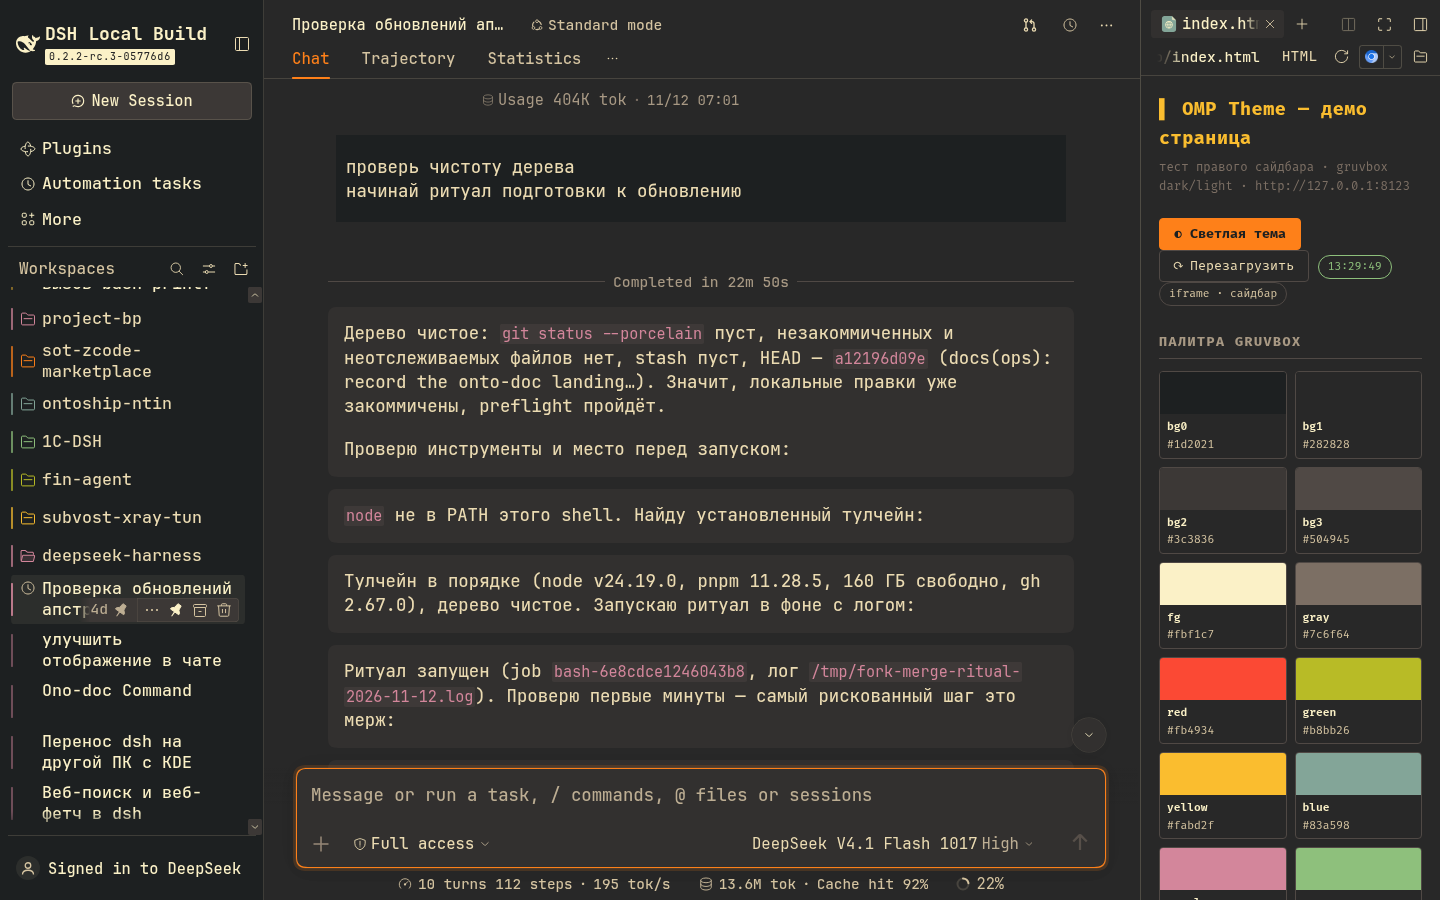 DSH Local Build
0.2.2-rc.3-05776d6
New Session
Plugins
Automation tasks
More
Workspaces
project-bp
sot-zcode-
marketplace
ontoship-ntin
1C-DSH
fin-agent
subvost-xray-tun
deepseek-harness
Проверка обновлений
апст
4d
улучшить
отображение в чате
Ono-doc Command
Перенос dsh на
другой ПК с KDE
Веб-поиск и веб-
фетч в dsh
Signed in to DeepSeek
Проверка обновлений ап…
Standard mode
Chat
Trajectory
Statistics
Usage 404K tok · 11/12 07:01
проверь чистоту дерева
начинай ритуал подготовки к обновлению
Completed in 22m 50s
Дерево чистое: git status --porcelain пуст, незакоммиченных и
неотслеживаемых файлов нет, stash пуст, HEAD — a12196d09e (docs(ops):
record the onto-doc landing…). Значит, локальные правки уже
закоммичены, preflight пройдёт.
Проверю инструменты и место перед запуском:
node не в PATH этого shell. Найду установленный тулчейн:
Тулчейн в порядке (node v24.19.0, pnpm 11.28.5, 160 ГБ свободно, gh
2.67.0), дерево чистое. Запускаю ритуал в фоне с логом:
Ритуал запущен (job bash-6e8cdce1246043b8, лог /tmp/fork-merge-ritual-
2026-11-12.log). Проверю первые минуты — самый рискованный шаг это
мерж:
Message or run a task, / commands, @ files or sessions
Full access
DeepSeek V4.1 Flash 1017 High
10 turns 112 steps · 195 tok/s
13.6M tok · Cache hit 92%
22%
index.ht
/index.html
HTML
OMP Theme — демо
страница
тест правого сайдбара · gruvbox
dark/light · http://127.0.0.1:8123
◐ Светлая тема
⟳ Перезагрузить
13:29:49
iframe · сайдбар
ПАЛИТРА GRUVBOX
bg0
#1d2021
bg1
#282828
bg2
#3c3836
bg3
#504945
fg
#fbf1c7
gray
#7c6f64
red
#fb4934
green
#b8bb26
yellow
#fabd2f
blue
#83a598